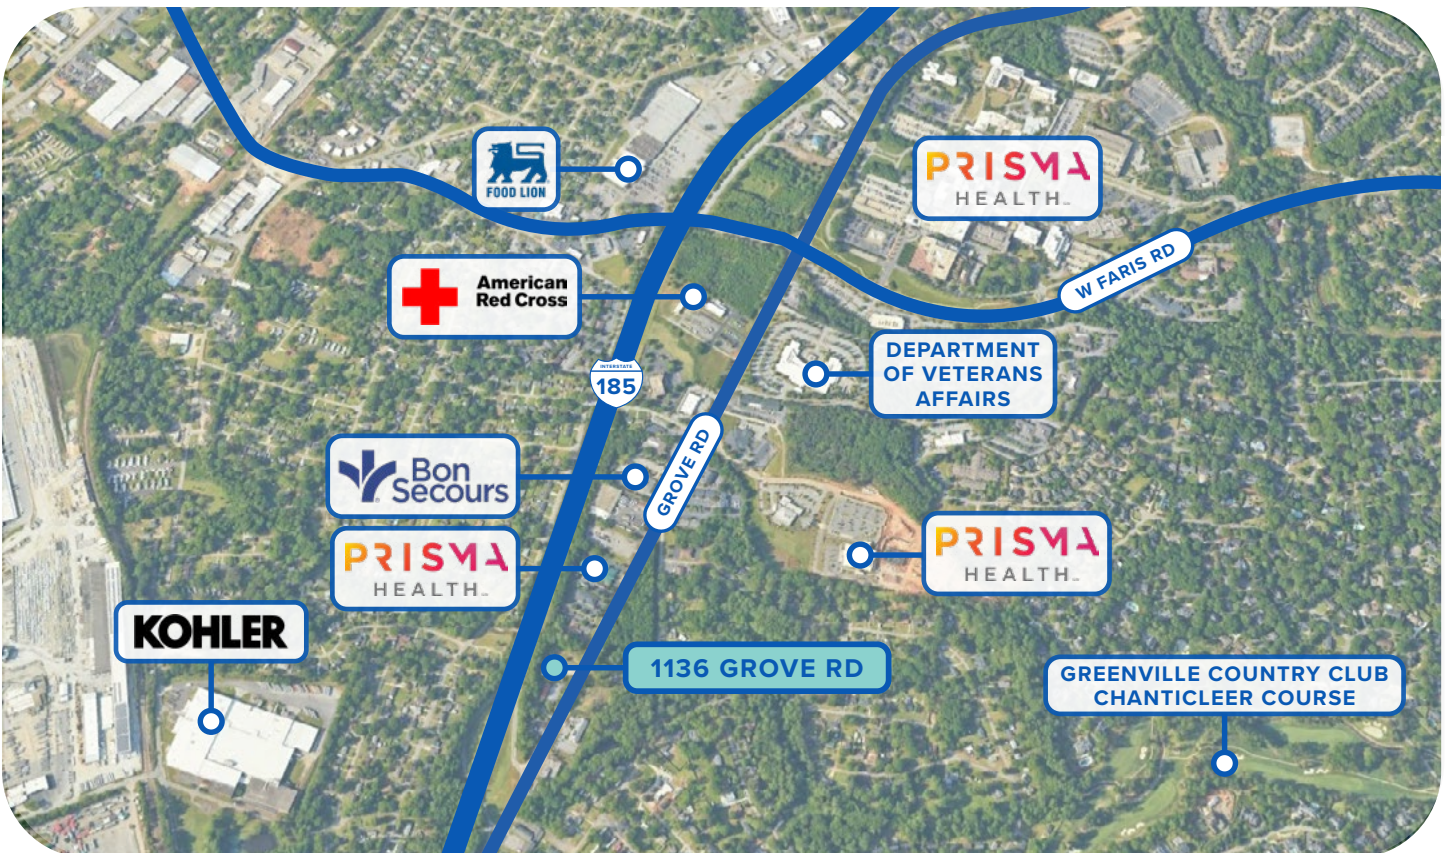 FOOD LION
PRISMA
HEALTH
W FARIS RD
American
Red Cross
DEPARTMENT
OF VETERANS
AFFAIRS
INTERSTATE
185
GROVE RD
Bon
Secours
PRISMA
HEALTH
PRISMA
HEALTH
KOHLER
1136 GROVE RD
GREENVILLE COUNTRY CLUB
CHANTICLEER COURSE